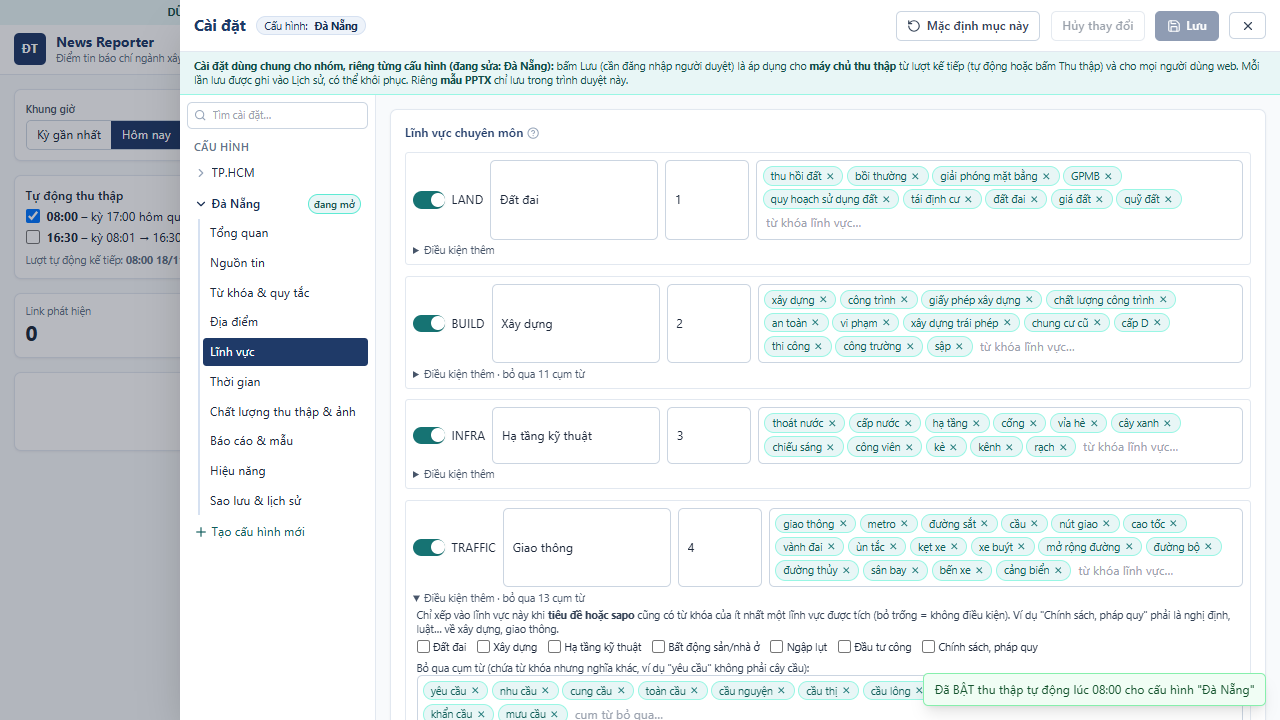 DÙ
ĐT
News Reporter
Điểm tin báo chí ngành xây
Khung giờ
Kỳ gần nhất
Hôm nay
Tự động thu thập
08:00 – kỳ 17:00 hôm qu
16:30 – kỳ 08:01 → 16:30
Lượt tự động kế tiếp: 08:00 18/1
Link phát hiện
0
Cài đặt
Cấu hình: Đà Nẵng
Mặc định mục này
Hủy thay đổi
Lưu
Cài đặt dùng chung cho nhóm, riêng từng cấu hình (đang sửa: Đà Nẵng): bấm Lưu (cần đăng nhập người duyệt) là áp dụng cho máy chủ thu thập từ lượt kế tiếp (tự động hoặc bấm Thu thập) và cho mọi người dùng web. Mỗi
lần lưu được ghi vào Lịch sử, có thể khôi phục. Riêng mẫu PPTX chỉ lưu trong trình duyệt này.
Tìm cài đặt...
CẤU HÌNH
TP.HCM
Đà Nẵng
đang mở
Tổng quan
Nguồn tin
Từ khóa & quy tắc
Địa điểm
Lĩnh vực
Thời gian
Chất lượng thu thập & ảnh
Báo cáo & mẫu
Hiệu năng
Sao lưu & lịch sử
+ Tạo cấu hình mới
Lĩnh vực chuyên môn ?
LAND
Đất đai
1
thu hồi đất ✕ bồi thường ✕ giải phóng mặt bằng ✕ GPMB ✕
quy hoạch sử dụng đất ✕ tái định cư ✕ đất đai ✕ giá đất ✕ quỹ đất ✕
từ khóa lĩnh vực...
▶ Điều kiện thêm
BUILD
Xây dựng
2
xây dựng ✕ công trình ✕ giấy phép xây dựng ✕ chất lượng công trình ✕
an toàn ✕ vi phạm ✕ xây dựng trái phép ✕ chung cư cũ ✕ cấp D ✕
thi công ✕ công trường ✕ sập ✕ từ khóa lĩnh vực...
▶ Điều kiện thêm · bỏ qua 11 cụm từ
INFRA
Hạ tầng kỹ thuật
3
thoát nước ✕ cấp nước ✕ hạ tầng ✕ cống ✕ vỉa hè ✕ cây xanh ✕
chiếu sáng ✕ công viên ✕ kè ✕ kênh ✕ rạch ✕ từ khóa lĩnh vực...
▶ Điều kiện thêm
TRAFFIC
Giao thông
4
giao thông ✕ metro ✕ đường sắt ✕ cầu ✕ nút giao ✕ cao tốc ✕
vành đai ✕ ùn tắc ✕ kẹt xe ✕ xe buýt ✕ mở rộng đường ✕ đường bộ ✕
đường thủy ✕ sân bay ✕ bến xe ✕ cảng biển ✕ từ khóa lĩnh vực...
▼ Điều kiện thêm · bỏ qua 13 cụm từ
Chỉ xếp vào lĩnh vực này khi tiêu đề hoặc sapo cũng có từ khóa của ít nhất một lĩnh vực được tích (bỏ trống = không điều kiện). Ví dụ "Chính sách, pháp quy" phải là nghị định,
luật... về xây dựng, giao thông.
Đất đai Xây dựng Hạ tầng kỹ thuật Bất động sản/nhà ở Ngập lụt Đầu tư công Chính sách, pháp quy
Bỏ qua cụm từ (chứa từ khóa nhưng nghĩa khác, ví dụ "yêu cầu" không phải cây cầu):
yêu cầu ✕ nhu cầu ✕ cung cầu ✕ toàn cầu ✕ cầu nguyện ✕ cầu thị ✕ cầu lông ✕
khẩn cầu ✕ mưu cầu ✕ cụm từ bỏ qua...
Đã BẬT thu thập tự động lúc 08:00 cho cấu hình "Đà Nẵng"